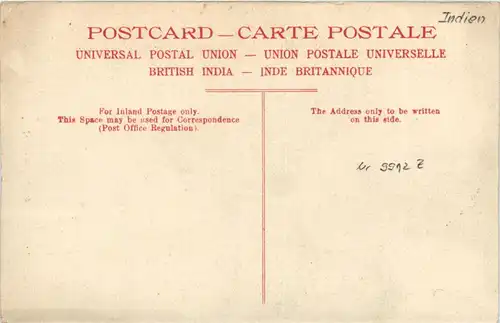 Indien
POSTCARD — CARTE POSTALE
UNIVERSAL POSTAL UNION — UNION POSTALE UNIVERSELLE
BRITISH INDIA — INDE BRITANNIQUE
For Inland Postage only.
This Space may be used for Correspondence
(Post Office Regulation).
The Address only to be written
on this side.